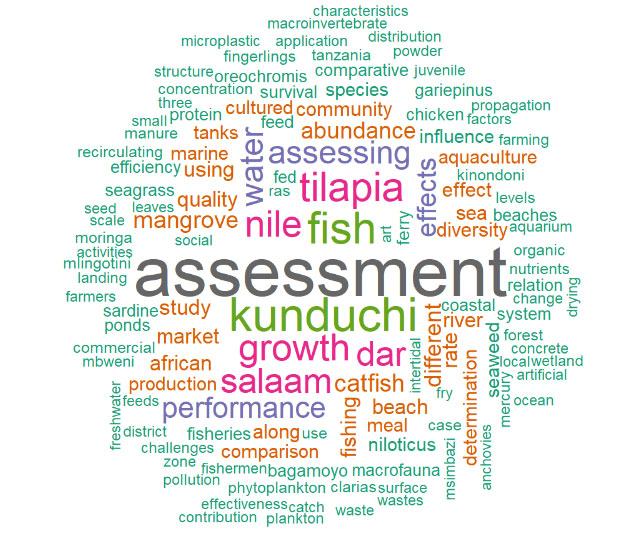 characteristics
macroinvertebrate
microplastic application distribution
fingerlings tanzania powder
structure oreochromis comparative juvenile
concentration survival species gariepinus
three protein cultured community chicken propagation
small feed abundance factors
manure tanks water assessing influence farming
recirculating marine aquaculture
efficiency using fed tilapia effects effect kinondoni
seagrass ras levels
seed leaves quality nile fish art ferry sea beaches
scale mangrove diversity aquarium
moringa social organic
activities assessment nutrients
mlingotini relation
landing change drying
farmers study kunduchi coastal
sardine river system
ponds market growth dar different rate seaweed forest
commercial concrete
mbweni african salaam intertidal local wetland
production catfish artificial
freshwater feeds performance fishing beach fry determination mercury ocean
district meal case
fisheries along use niloticus
challenges comparison
zone fishermen bagamoyo macrofauna msimbazi anchovies
pollution phytoplankton clarias surface
effectiveness catch wastes
contribution plankton waste